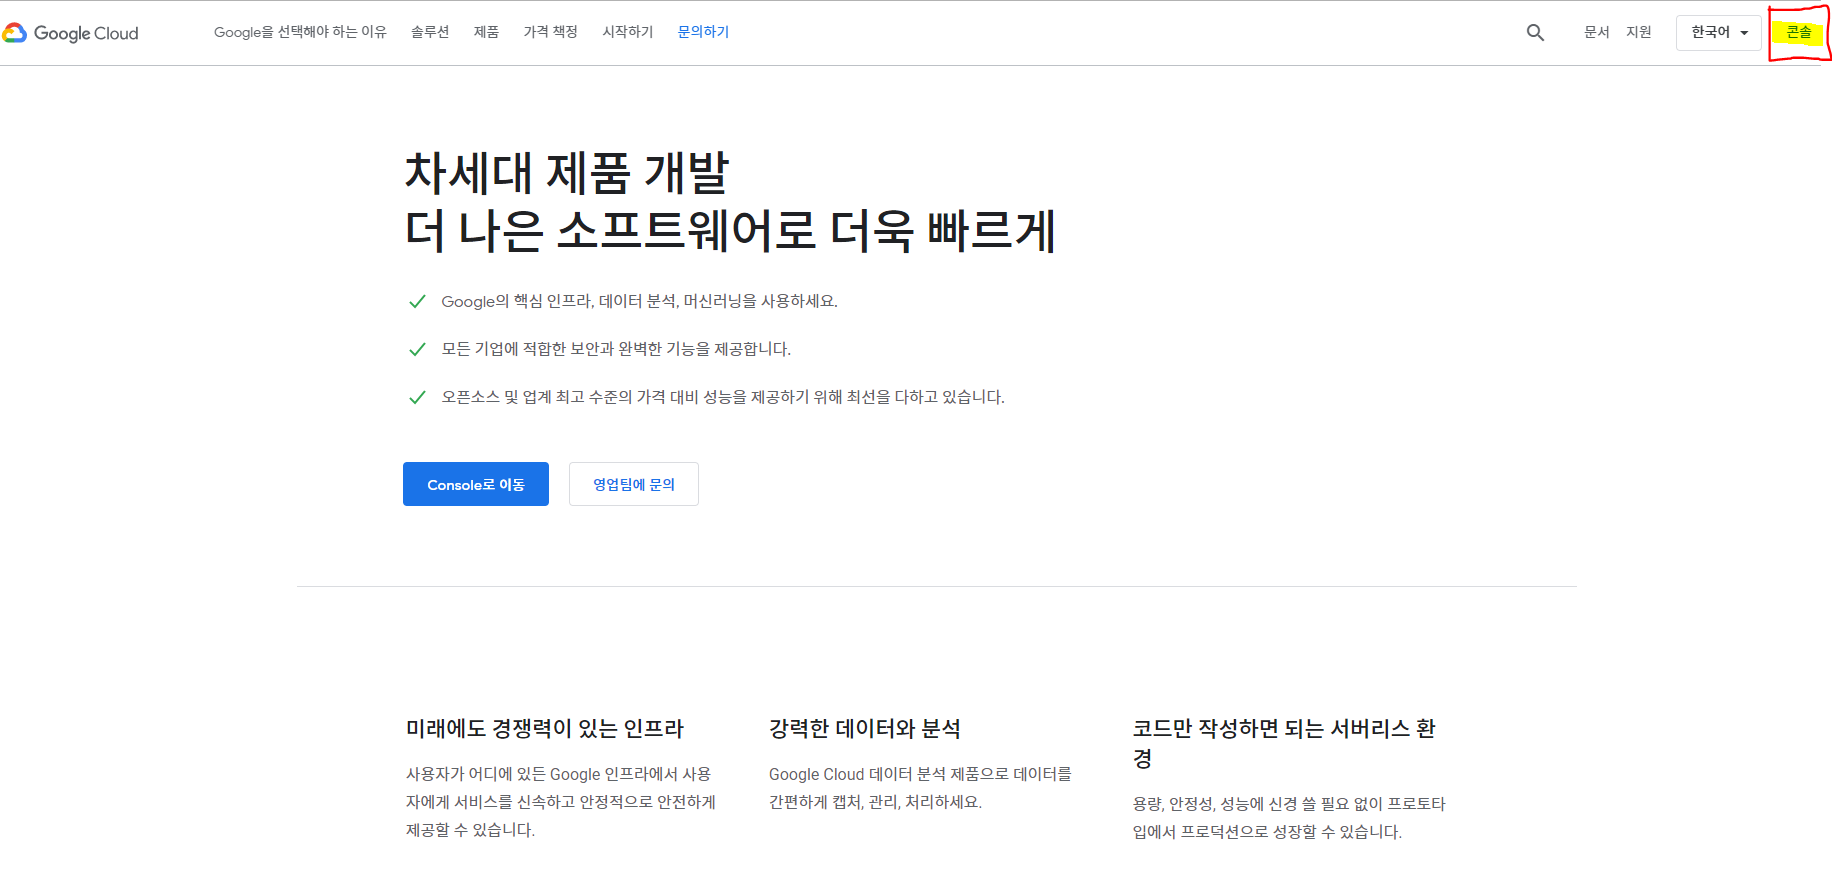 Google Cloud
Google을 선택해야 하는 이유 솔루션 제품 가격 책정 시작하기 문의하기
문서 지원 한국어 콘솔
차세대 제품 개발
더 나은 소프트웨어로 더욱 빠르게
Google의 핵심 인프라, 데이터 분석, 머신러닝을 사용하세요.
모든 기업에 적합한 보안과 완벽한 기능을 제공합니다.
오픈소스 및 업계 최고 수준의 가격 대비 성능을 제공하기 위해 최선을 다하고 있습니다.
Console로 이동 영업팀에 문의
미래에도 경쟁력이 있는 인프라
사용자가 어디에 있든 Google 인프라에서 사용
자에게 서비스를 신속하고 안정적으로 안전하게
제공할 수 있습니다.
강력한 데이터와 분석
Google Cloud 데이터 분석 제품으로 데이터를
간편하게 캡처, 관리, 처리하세요.
코드만 작성하면 되는 서버리스 환
경
용량, 안정성, 성능에 신경 쓸 필요 없이 프로토타
입에서 프로덕션으로 성장할 수 있습니다.